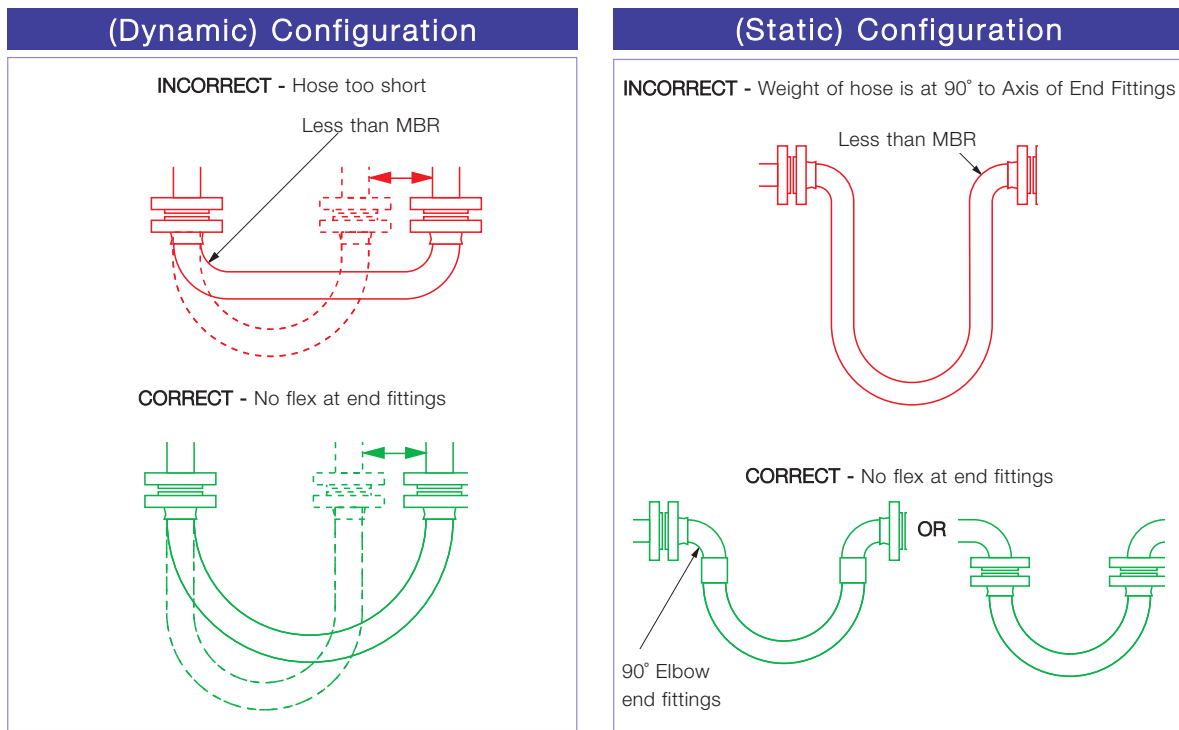 (Dynamic) Configuration
INCORRECT - Hose too short
Less than MBR
CORRECT - No flex at end fittings
(Static) Configuration
INCORRECT - Weight of hose is at 90° to Axis of End Fittings
Less than MBR
CORRECT - No flex at end fittings
OR
90° Elbow
end fittings